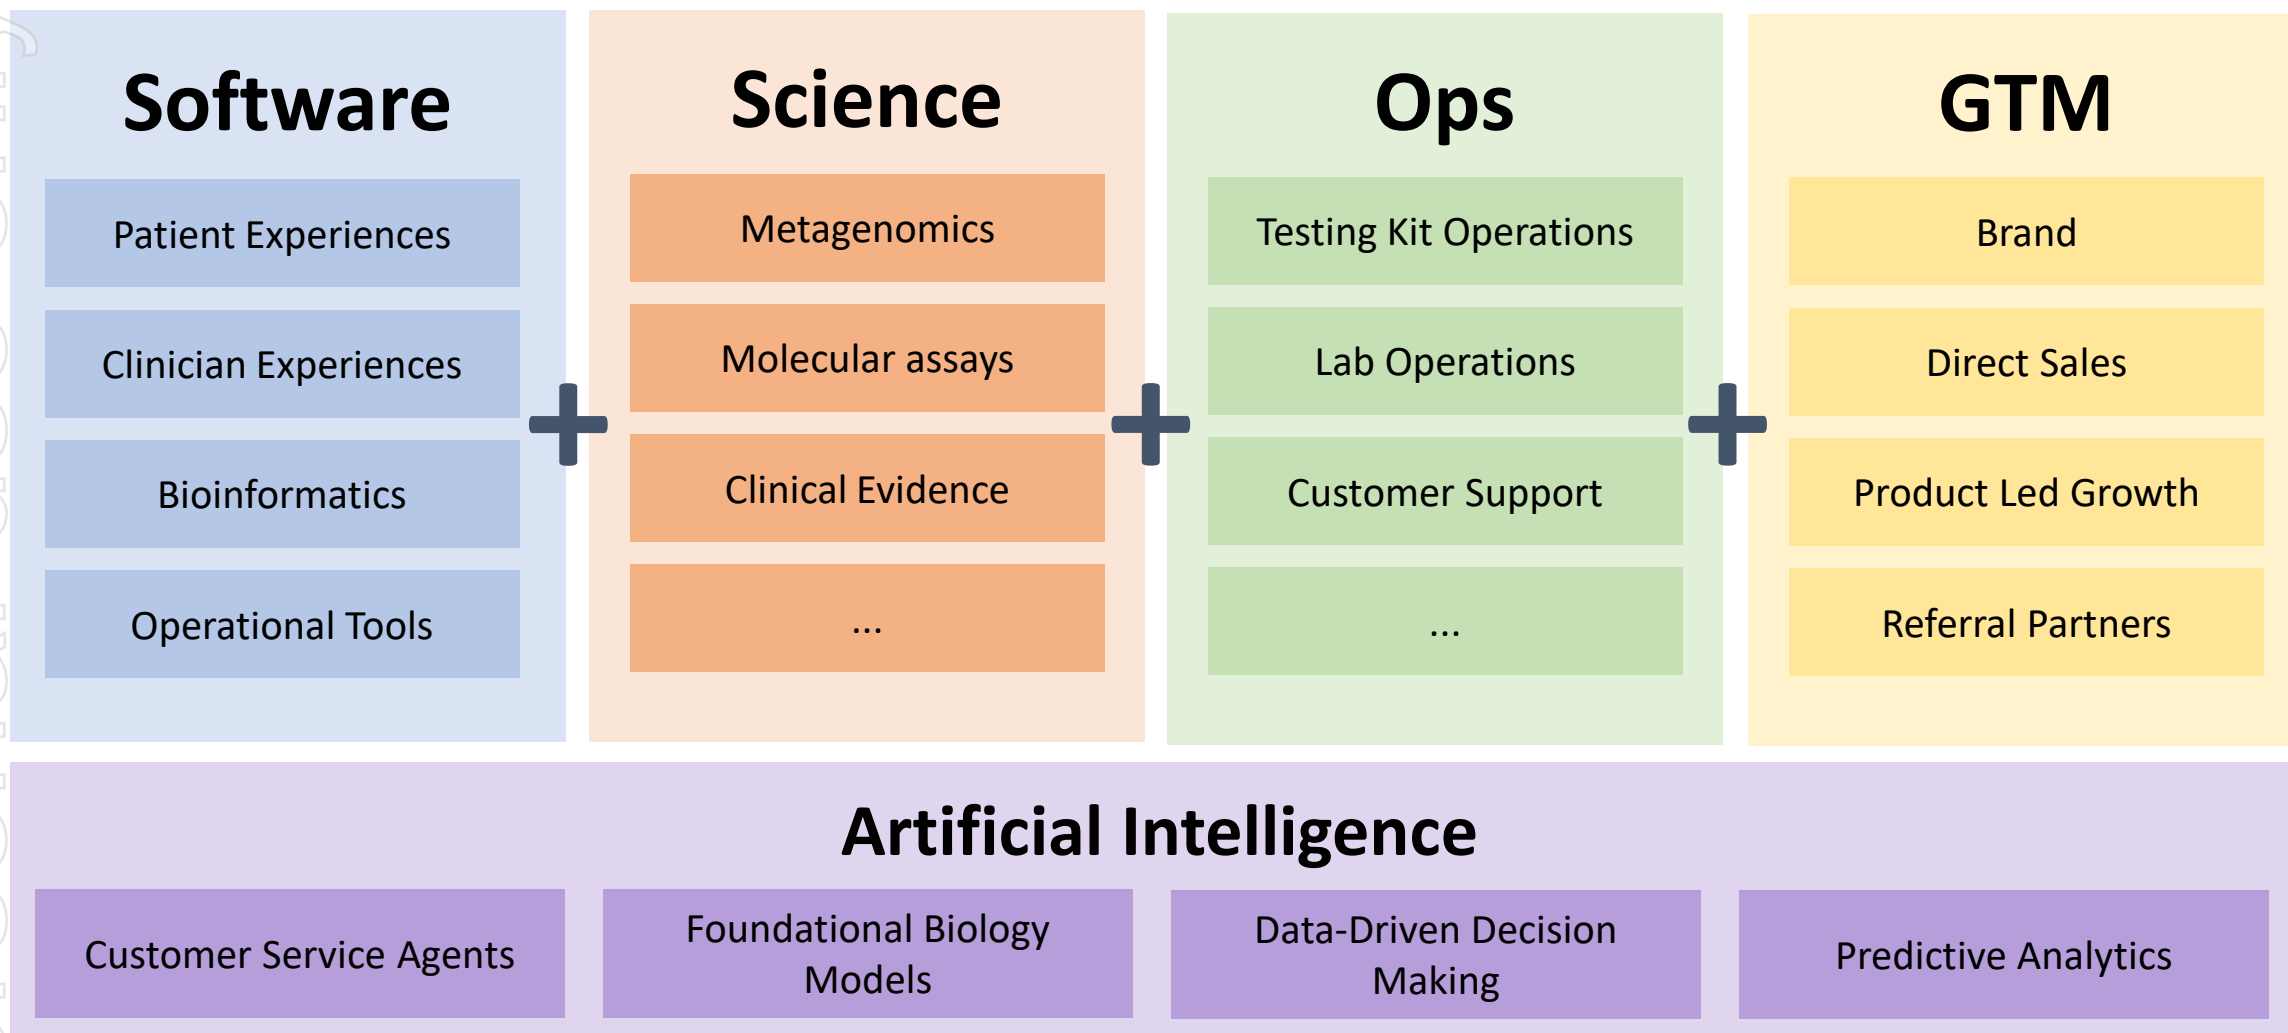 Software
Patient Experiences
Clinician Experiences
Bioinformatics
Operational Tools
Science
Metagenomics
Molecular assays
Clinical Evidence
...
Ops
Testing Kit Operations
Lab Operations
Customer Support
...
GTM
Brand
Direct Sales
Product Led Growth
Referral Partners
Artificial Intelligence
Customer Service Agents
Foundational Biology
Models
Data-Driven Decision
Making
Predictive Analytics